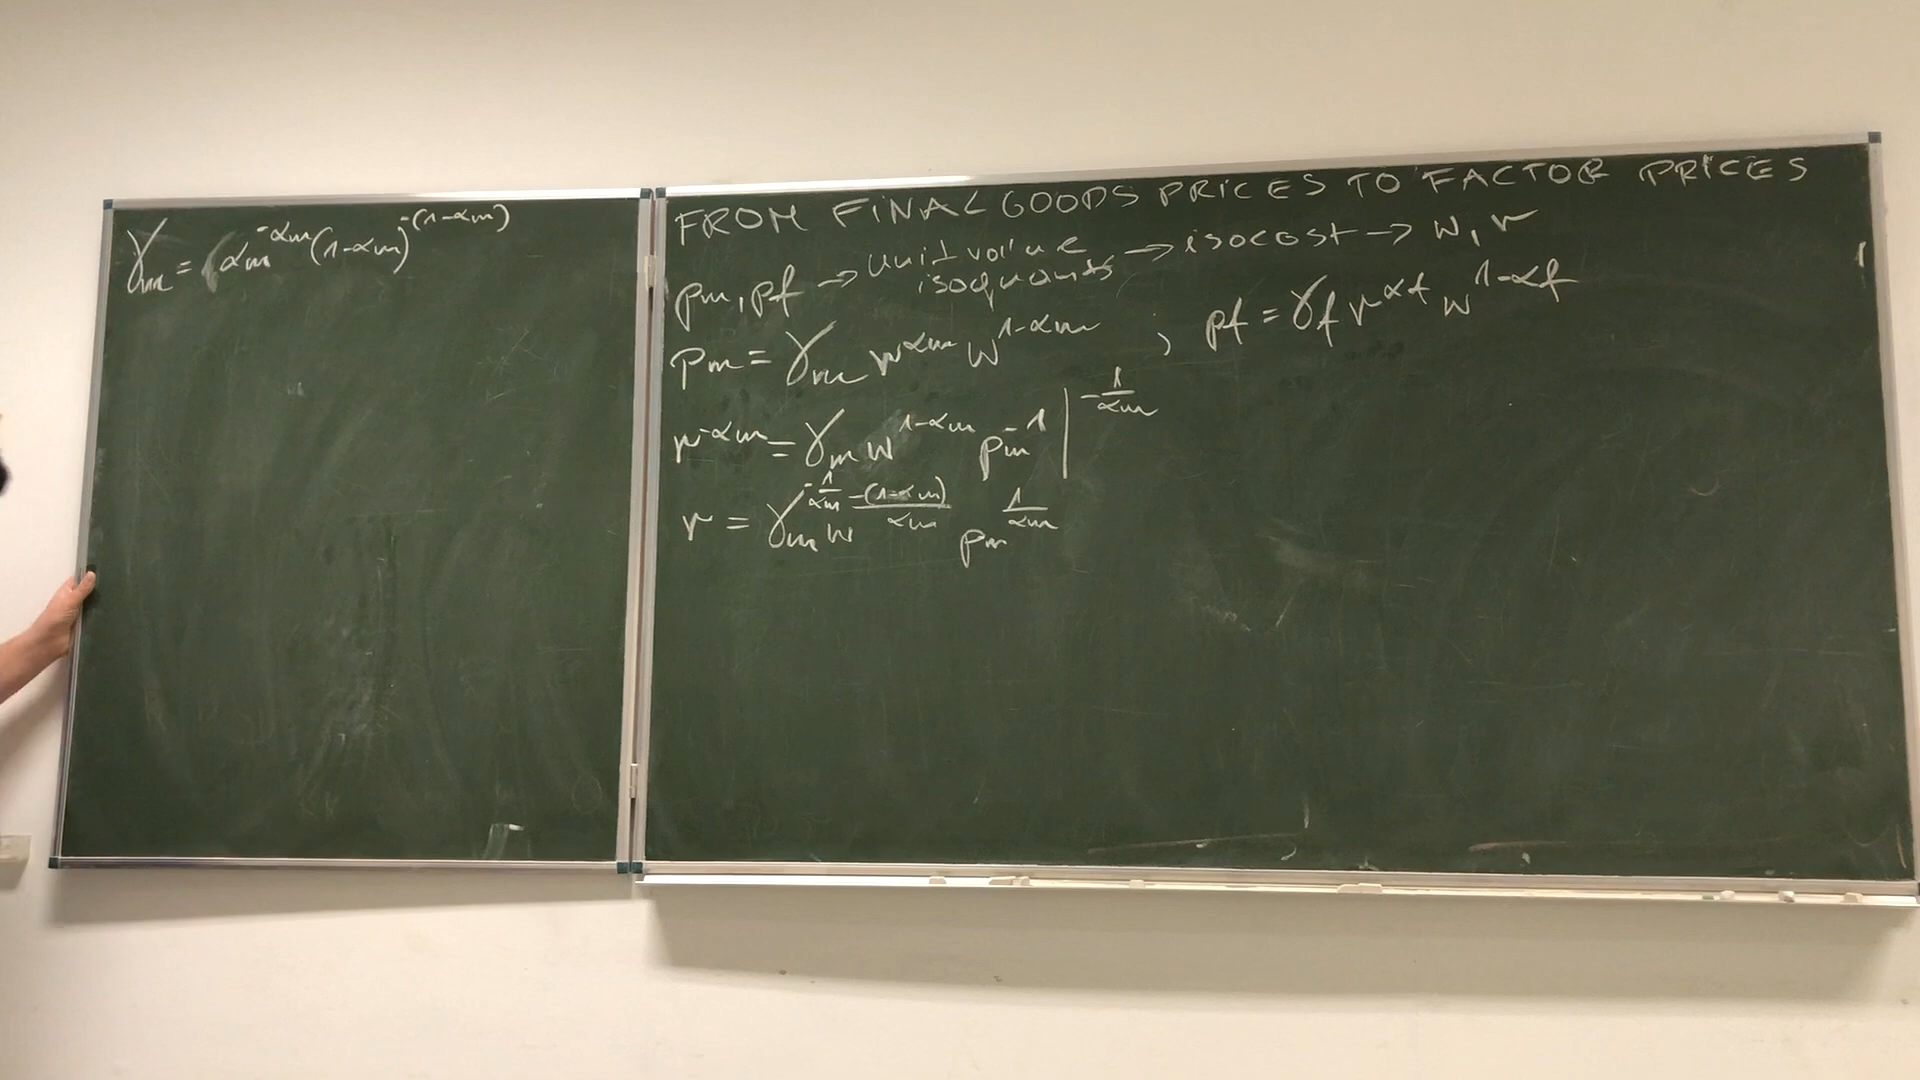 γm = (αm^-αm (1-αm)^-(1-αm)
FROM FINAL GOODS PRICES TO FACTOR PRICES
pm, pf → unit value isoquants → isocost → w, r
pm = γm r^αm w^1-αm , pf = γf r^αf w^1-αf
r^-αm = γm w^1-αm pm^-1 | -1/αm
r = γm^-1/αm w^-(1-αm)/αm pm^1/αm